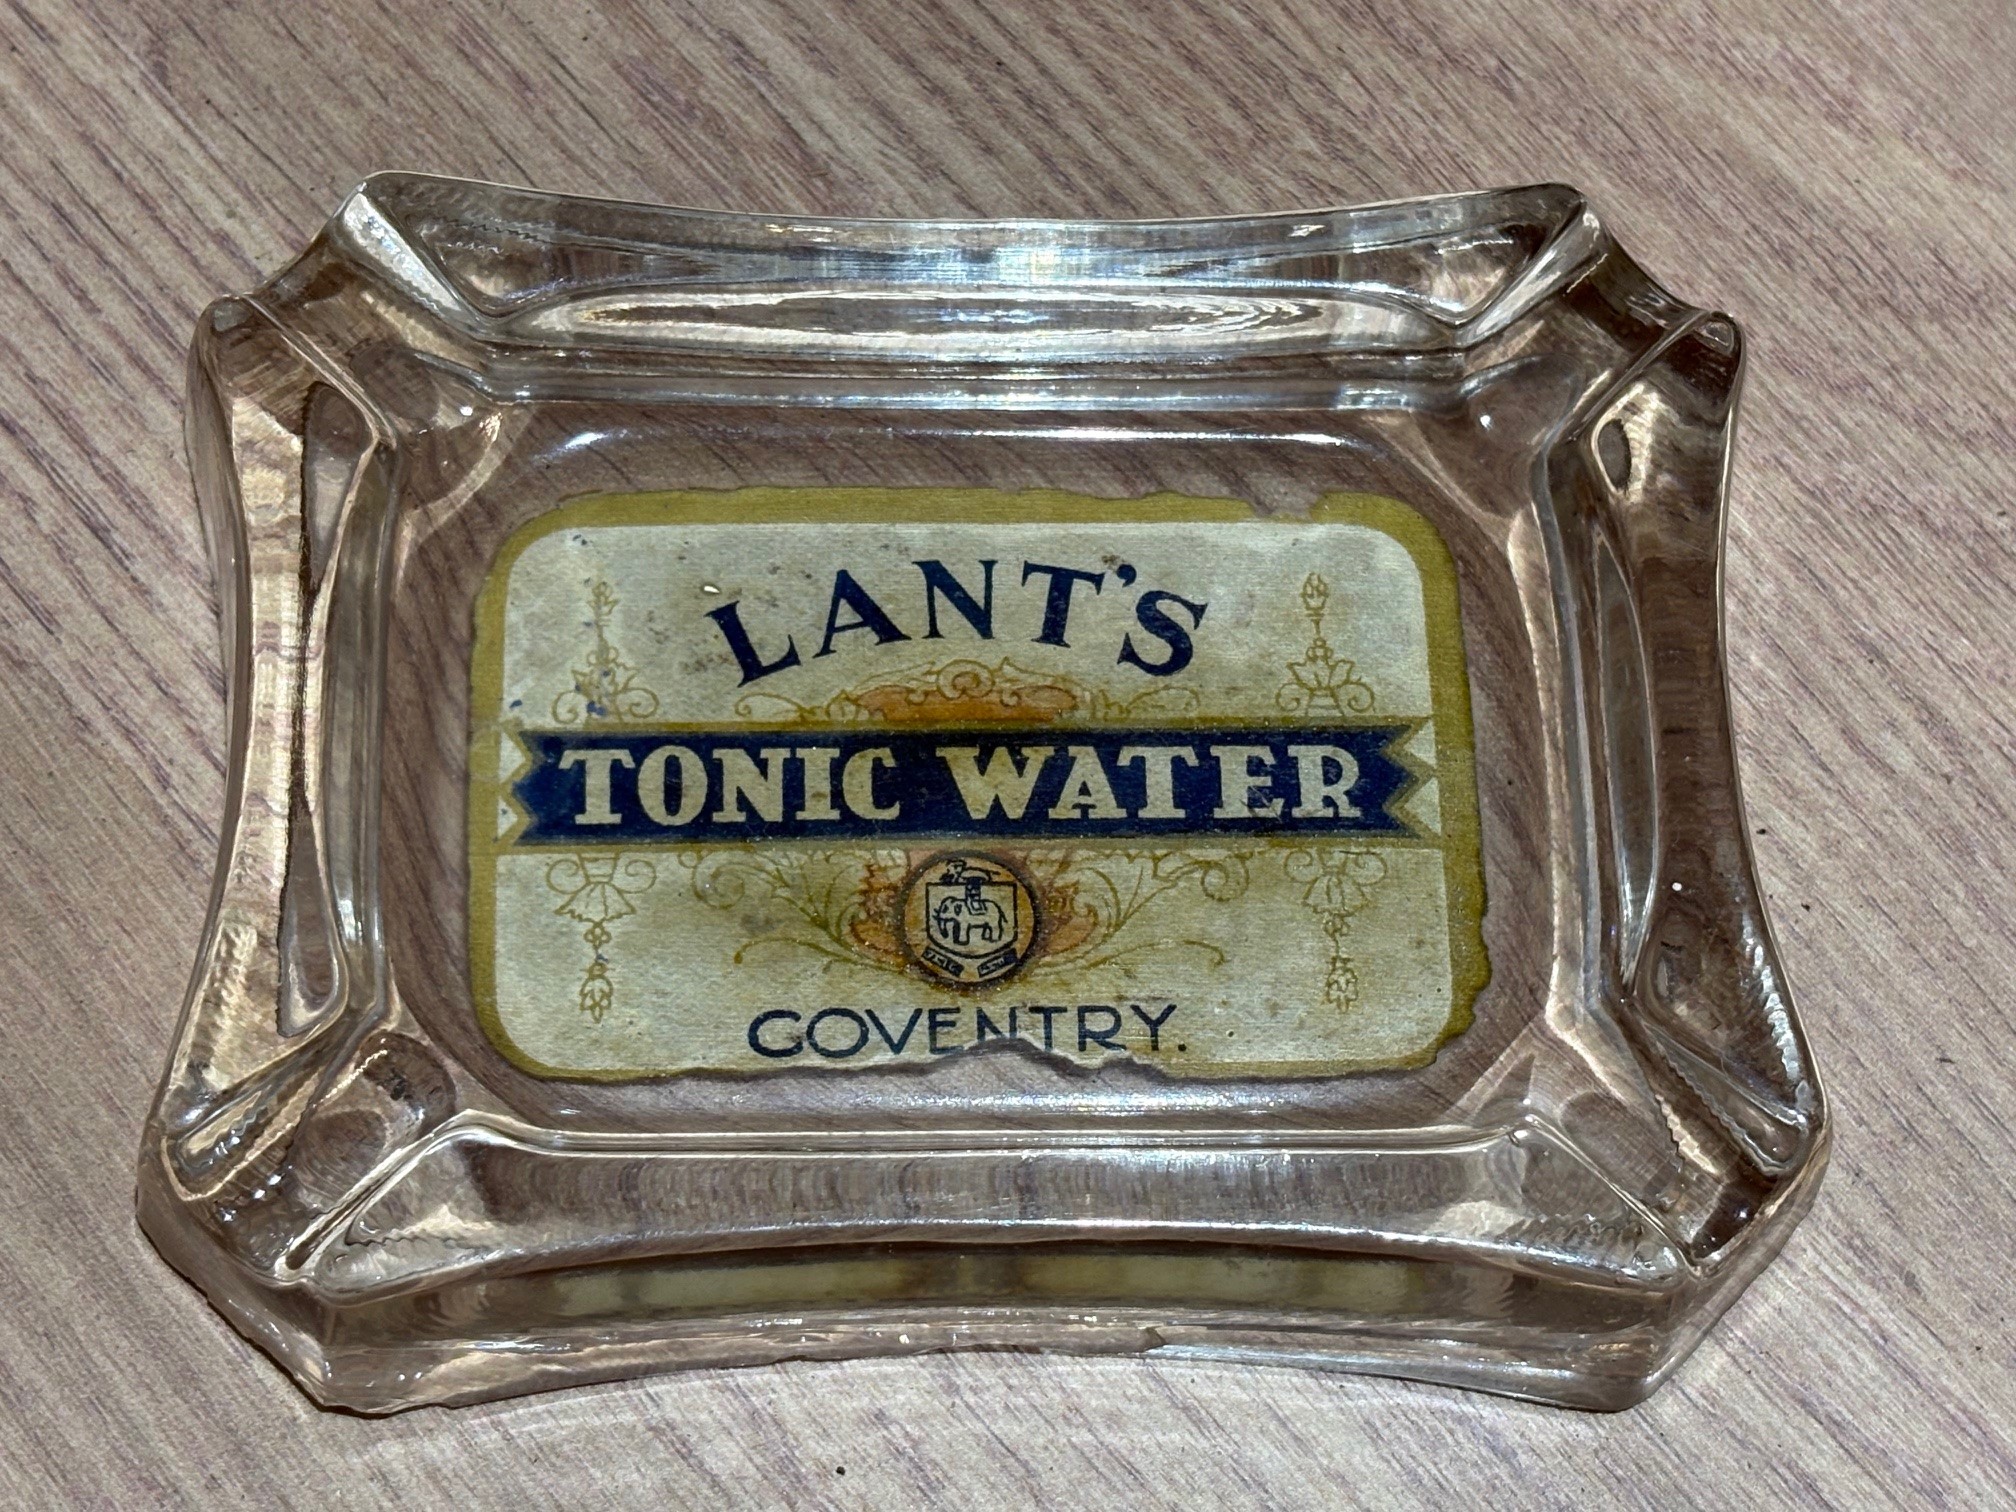 LANT'S
TONIC WATER
COVENTRY.